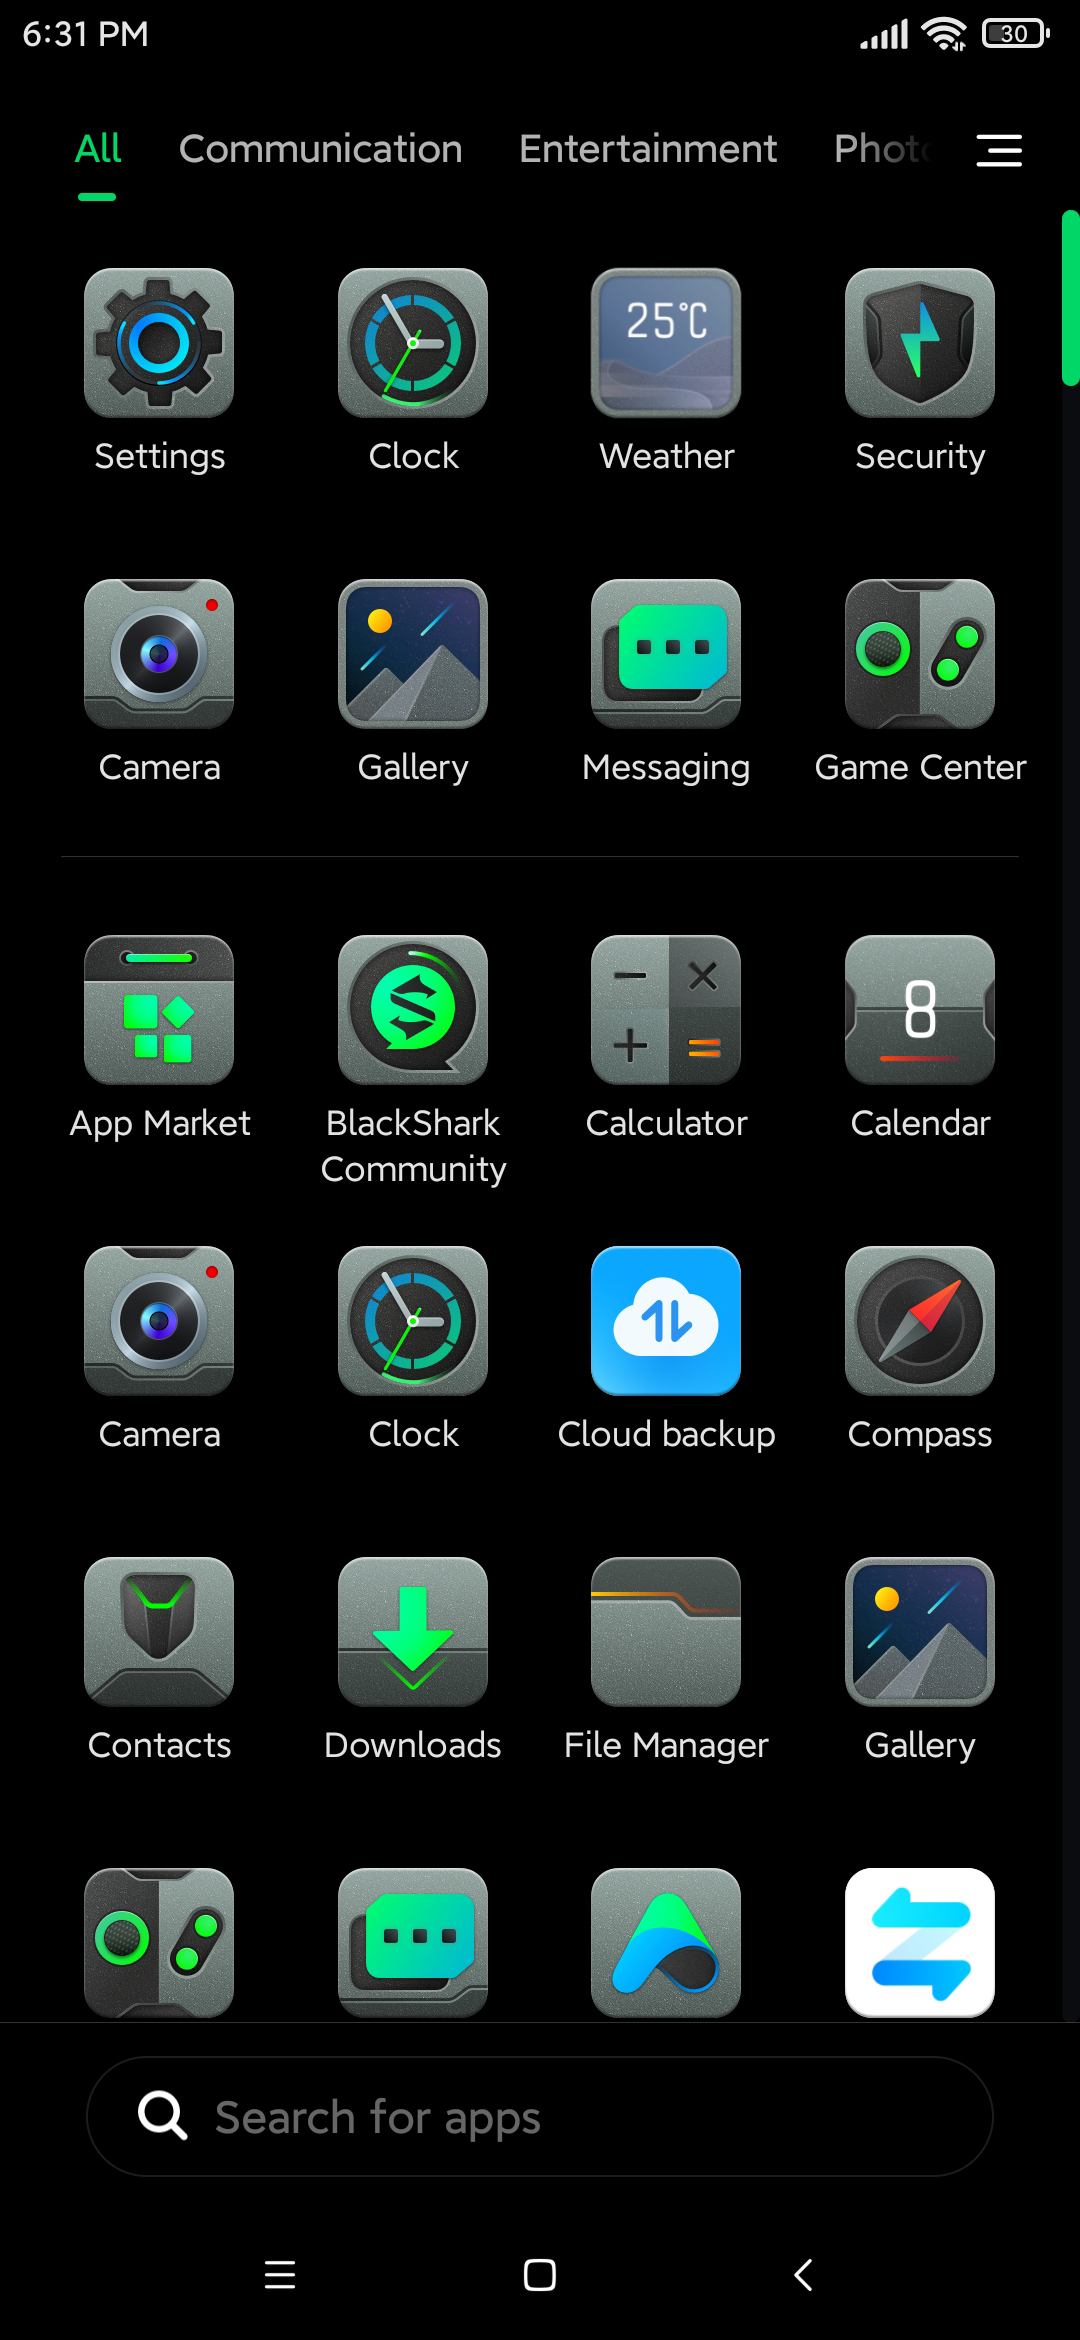 6:31 PM
30
All Communication Entertainment Phot
25°C
Settings Clock Weather Security
Camera Gallery Messaging Game Center
8
App Market BlackShark Calculator Calendar
Community
Camera Clock Cloud backup Compass
Contacts Downloads File Manager Gallery
Search for apps